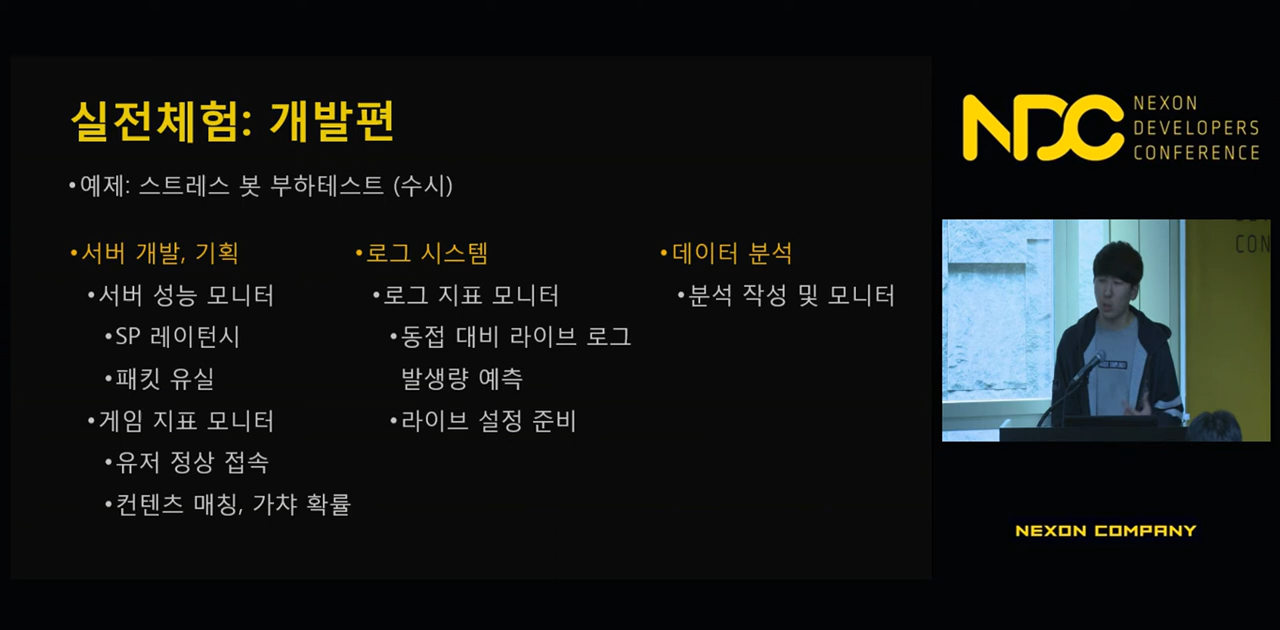 실전체험: 개발편
•예제: 스트레스 봇 부하테스트 (수시)
•서버 개발, 기획
•서버 성능 모니터
•SP 레이턴시
•패킷 유실
•게임 지표 모니터
•유저 정상 접속
•컨텐츠 매칭, 가챠 확률
•로그 시스템
•로그 지표 모니터
•동접 대비 라이브 로그
발생량 예측
•라이브 설정 준비
•데이터 분석
•분석 작성 및 모니터
NDC
NEXON
DEVELOPERS
CONFERENCE
CON
NEXON COMPANY